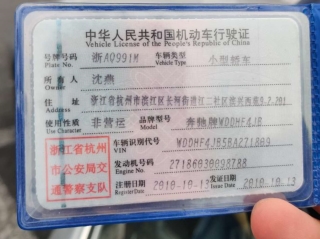 中华人民共和国机动车行驶证
Vehicle License of the People's Republic of China
号牌号码 浙A0991M 车辆类型 小型轿车
Plate No. Vehicle Type
所有人 沈燕
Owner
住址 浙江省杭州市滨江区长河街道江二社区
Address
使用性质 非营运 品牌型号 奔驰牌WDDHF4JR
Use Character Model
浙江省杭州
市公安局交
通警察支队
车辆识别代号
VIN
发动机号码
Engine No.
注册日期 2010-10-13 发证日期 2010-10-13
Register Date Issue Date